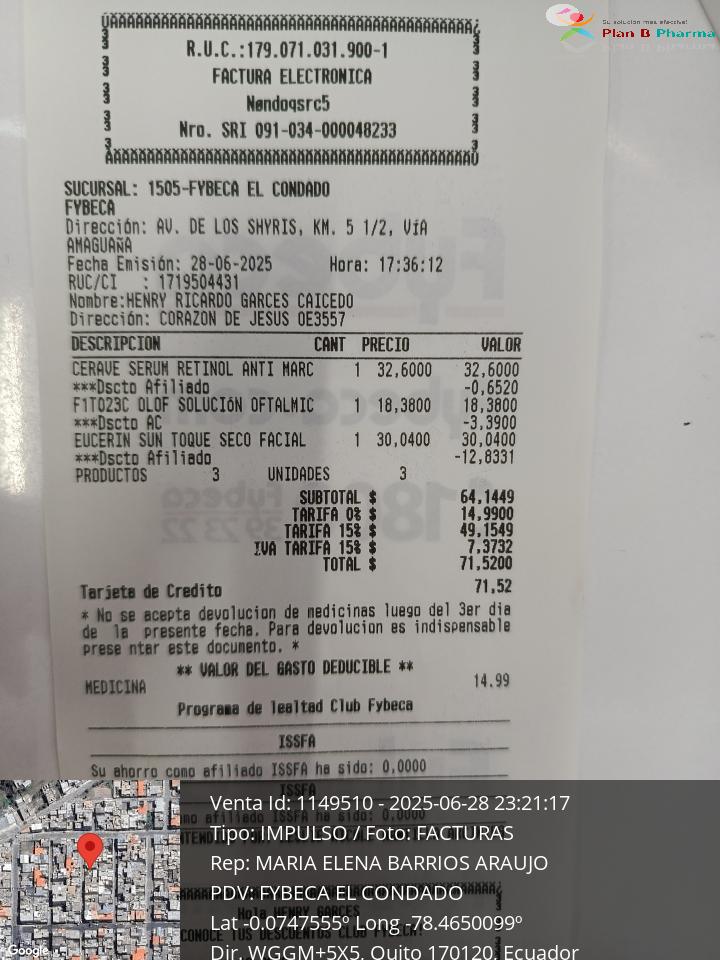 Su solución más efectiva!
Plan B Pharma
R.U.C.:179.071.031.900-1
FACTURA ELECTRONICA
Nøndoqsrc5
Nro. SRI 091-034-000048233
SUCURSAL: 1505-FYBECA EL CONDADO
FYBECA
Dirección: AV. DE LOS SHYRIS, KM. 5 1/2, VíA
AMAGUAñA
Fecha Emisión: 28-06-2025 Hora: 17:36:12
RUC/CI : 1719504431
Nombre:HENRY RICARDO GARCES CAICEDO
Dirección: CORAZON DE JESUS OE3557
DESCRIPCION CANT PRECIO VALOR
CERAVE SERUM RETINOL ANTI MARC 1 32,6000 32,6000
***Dscto Afiliado -0,6520
F1T023C OLOF SOLUCIóN OFTALMIC 1 18,3800 18,3800
***Dscto AC -3,3900
EUCERIN SUN TOQUE SECO FACIAL 1 30,0400 30,0400
***Dscto Afiliado -12,8331
PRODUCTOS 3 UNIDADES 3
SUBTOTAL $ 64,1449
TARIFA 0% $ 14,9900
TARIFA 15% $ 49,1549
IVA TARIFA 15% $ 7,3732
TOTAL $ 71,5200
Tarjeta de Credito 71,52
* No se acepta devolucion de medicinas luego del 3er dia
de la presente fecha. Para devolucion es indispensable
prese ntar este documento. *
** VALOR DEL GASTO DEDUCIBLE **
MEDICINA 14.99
Programa de lealtad Club Fybeca
ISSFA
Su ahorro como afiliado ISSFA ha sido: 0,0000
ISSFA
Venta Id: 1149510 - 2025-06-28 23:21:17
Tipo: IMPULSO / Foto: FACTURAS
Rep: MARIA ELENA BARRIOS ARAUJO
PDV: FYBECA EL CONDADO
Lat -0.0747555º Long -78.4650099º
Dir. WGGM+5X5, Quito 170120, Ecuador
Google